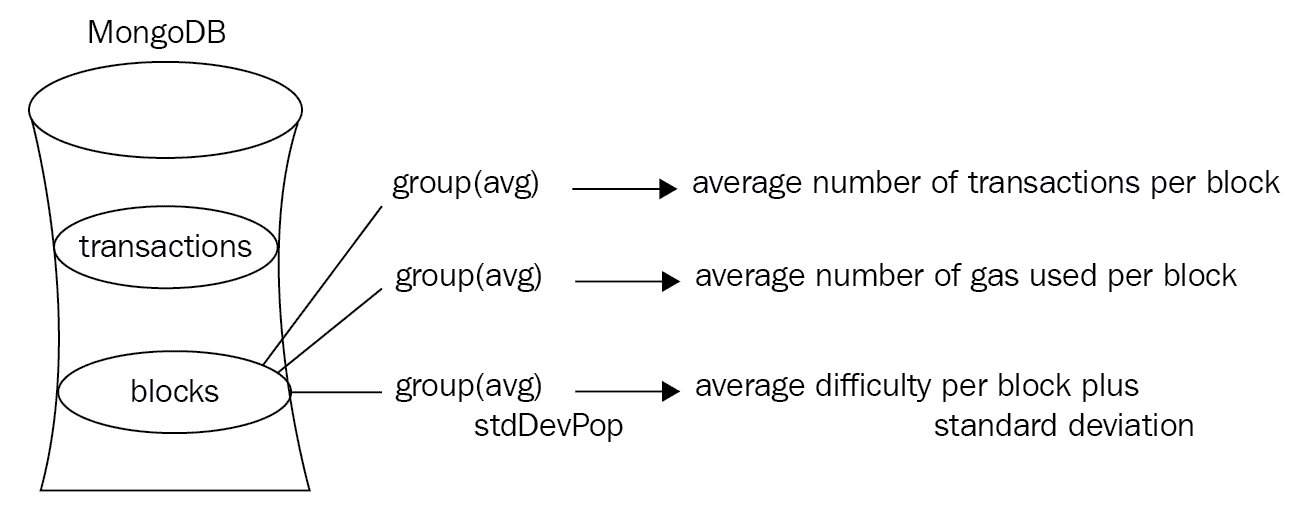 MongoDB
group(avg)
average number of transactions per block
transactions
group(avg)
average number of gas used per block
blocks
group(avg)
average difficulty per block plus
stdDevPop
standard deviation